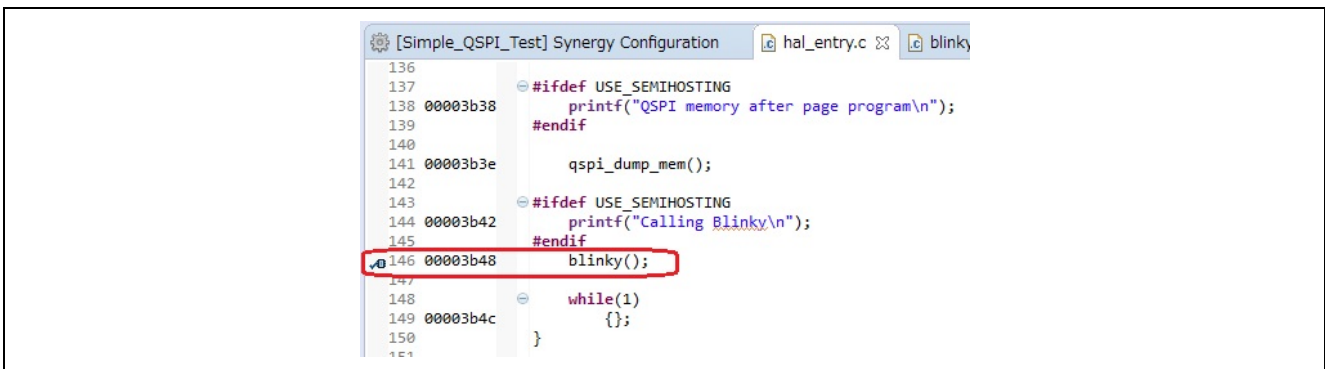 [Simple_QSPI_Test] Synergy Configuration hal_entry.c blinky
136
137 #ifdef USE_SEMIHOSTING
138 00003b38 printf("QSPI memory after page program\n");
139 #endif
140
141 00003b3e qspi_dump_mem();
142
143 #ifdef USE_SEMIHOSTING
144 00003b42 printf("Calling Blinky\n");
145 #endif
146 00003b48 blinky();
147
148 while(1)
149 00003b4c {};
150 }
151